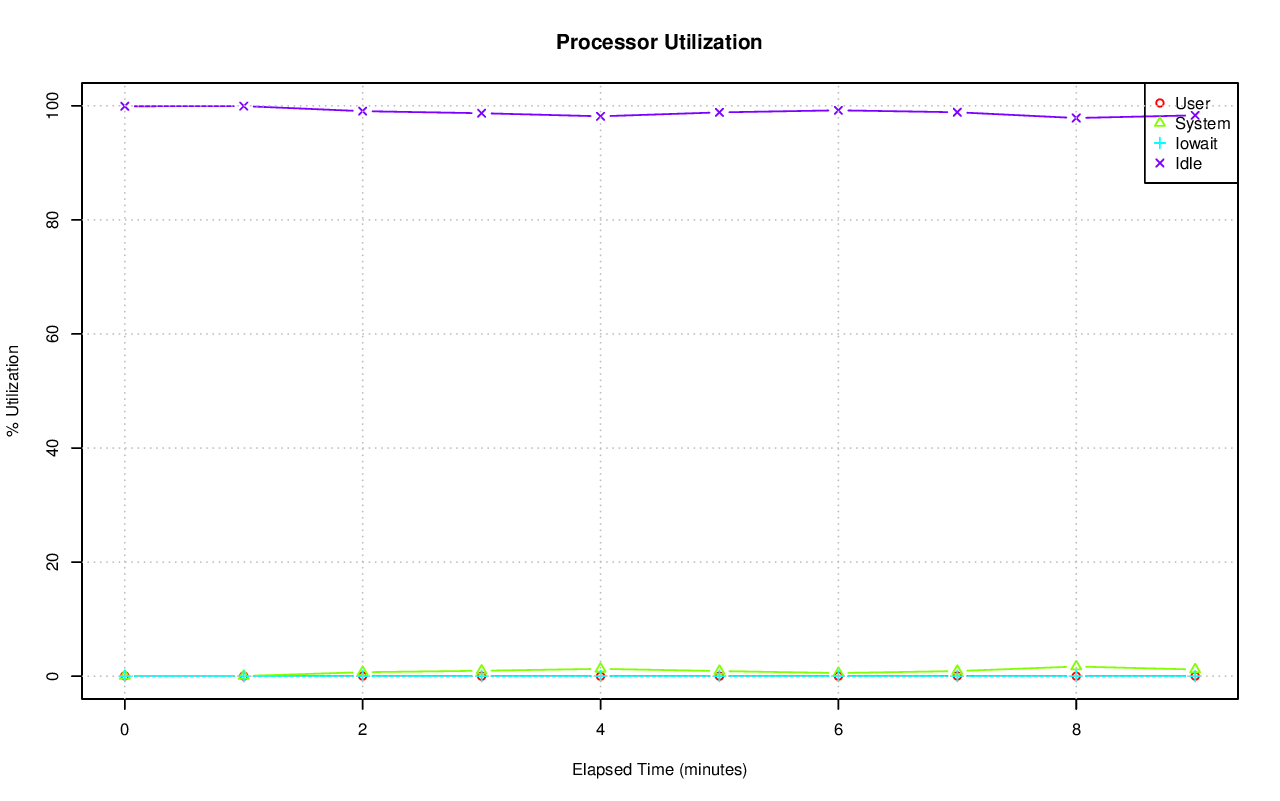 Processor Utilization
% Utilization
100
80
60
40
20
0
User
System
Iowait
Idle
0 2 4 6 8
Elapsed Time (minutes)